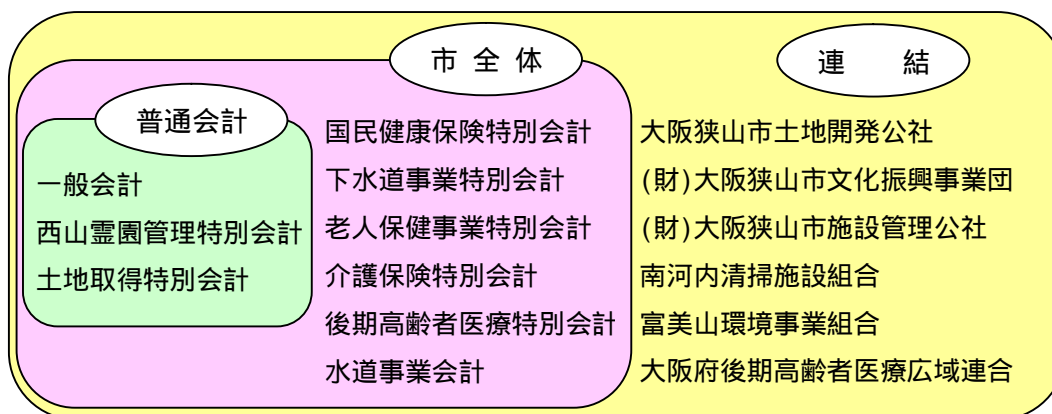 普通会計
一般会計
西山霊園管理特別会計
土地取得特別会計
市 全 体
国民健康保険特別会計
下水道事業特別会計
老人保健事業特別会計
介護保険特別会計
後期高齢者医療特別会計
水道事業会計
連　　結
大阪狭山市土地開発公社
(財)大阪狭山市文化振興事業団
(財)大阪狭山市施設管理公社
南河内清掃施設組合
富美山環境事業組合
大阪府後期高齢者医療広域連合